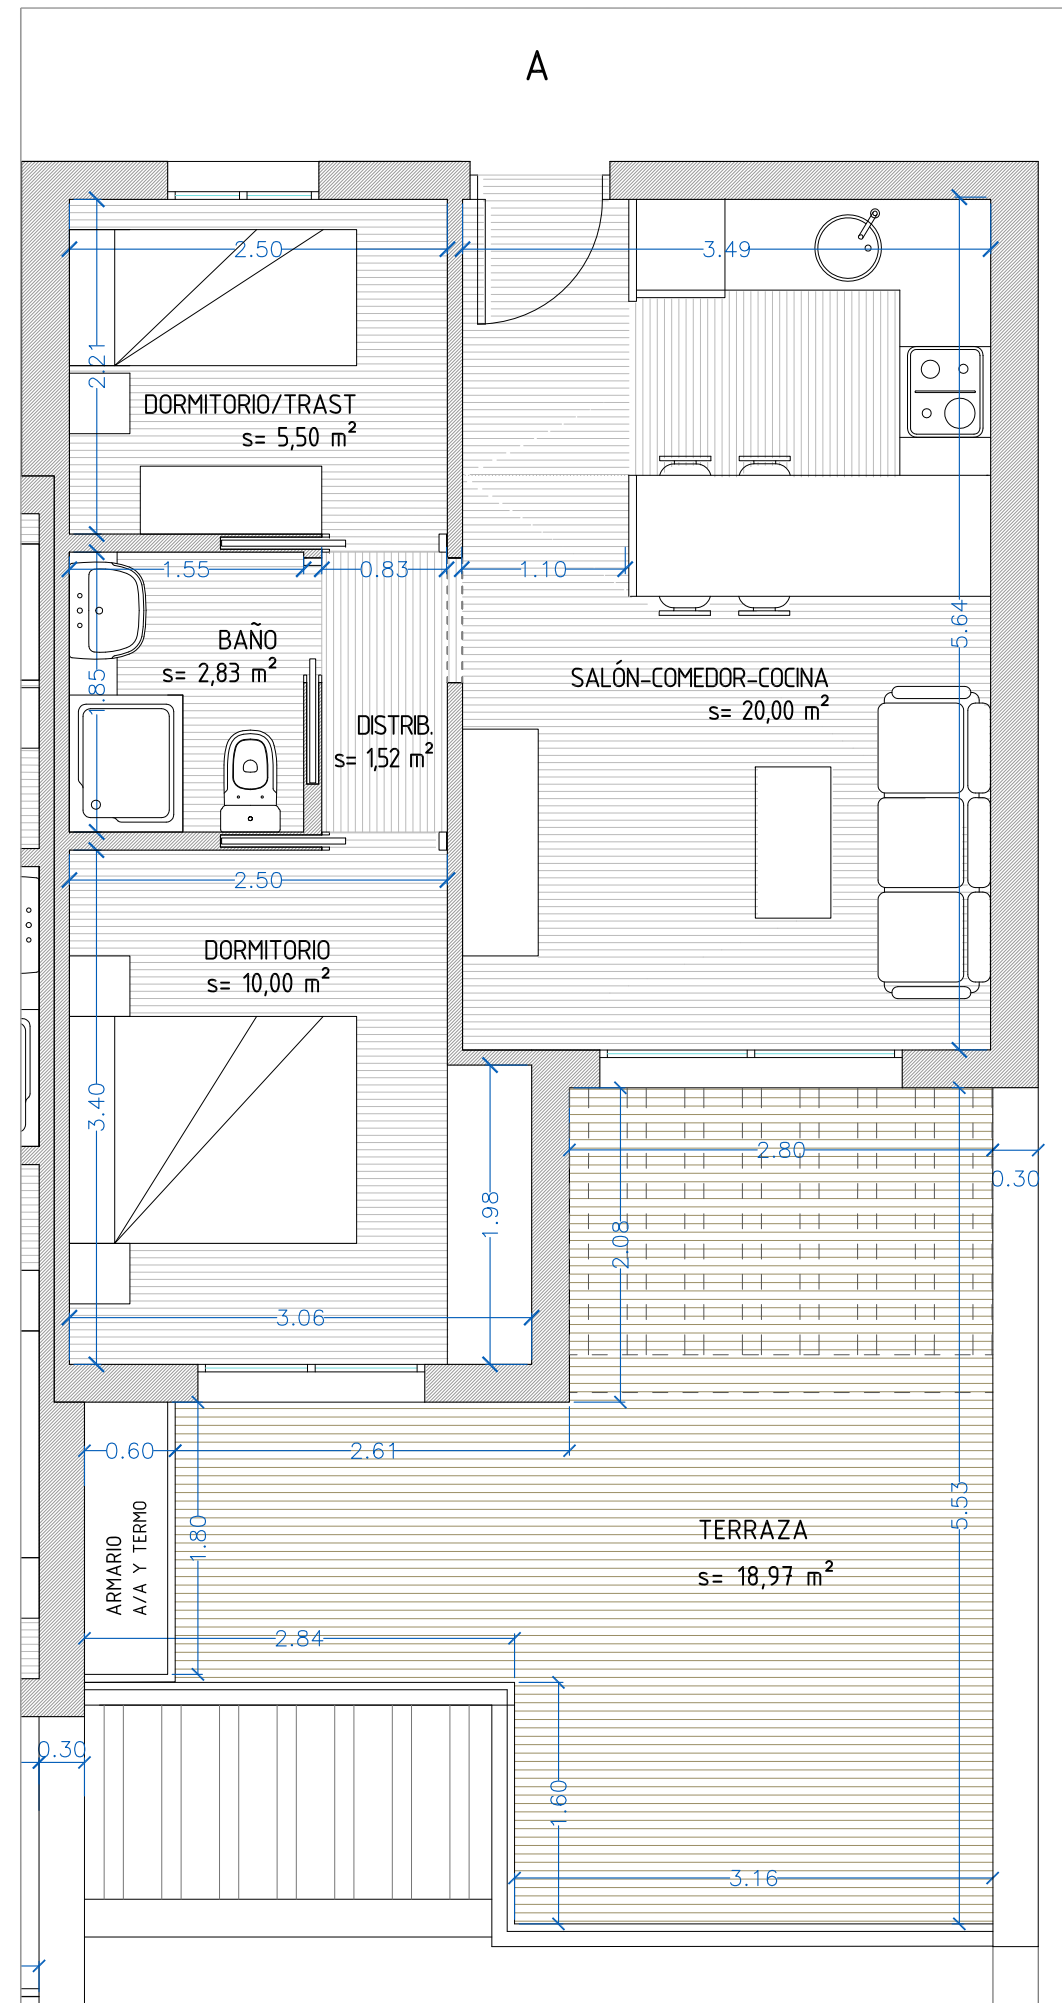 A
2.50
3.49
2.21
DORMITORIO/TRAST
s= 5,50 m²
1.55
0.83
1.10
5.64
BAÑO
s= 2,83 m²
1.85
SALÓN-COMEDOR-COCINA
s= 20,00 m²
DISTRIB.
s= 1,52 m²
2.50
DORMITORIO
s= 10,00 m²
3.40
2.80
0.30
1.98
2.08
3.06
0.60
2.61
5.53
ARMARIO
A/A Y TERMO
1.80
TERRAZA
s= 18,97 m²
2.84
0.30
1.60
3.16